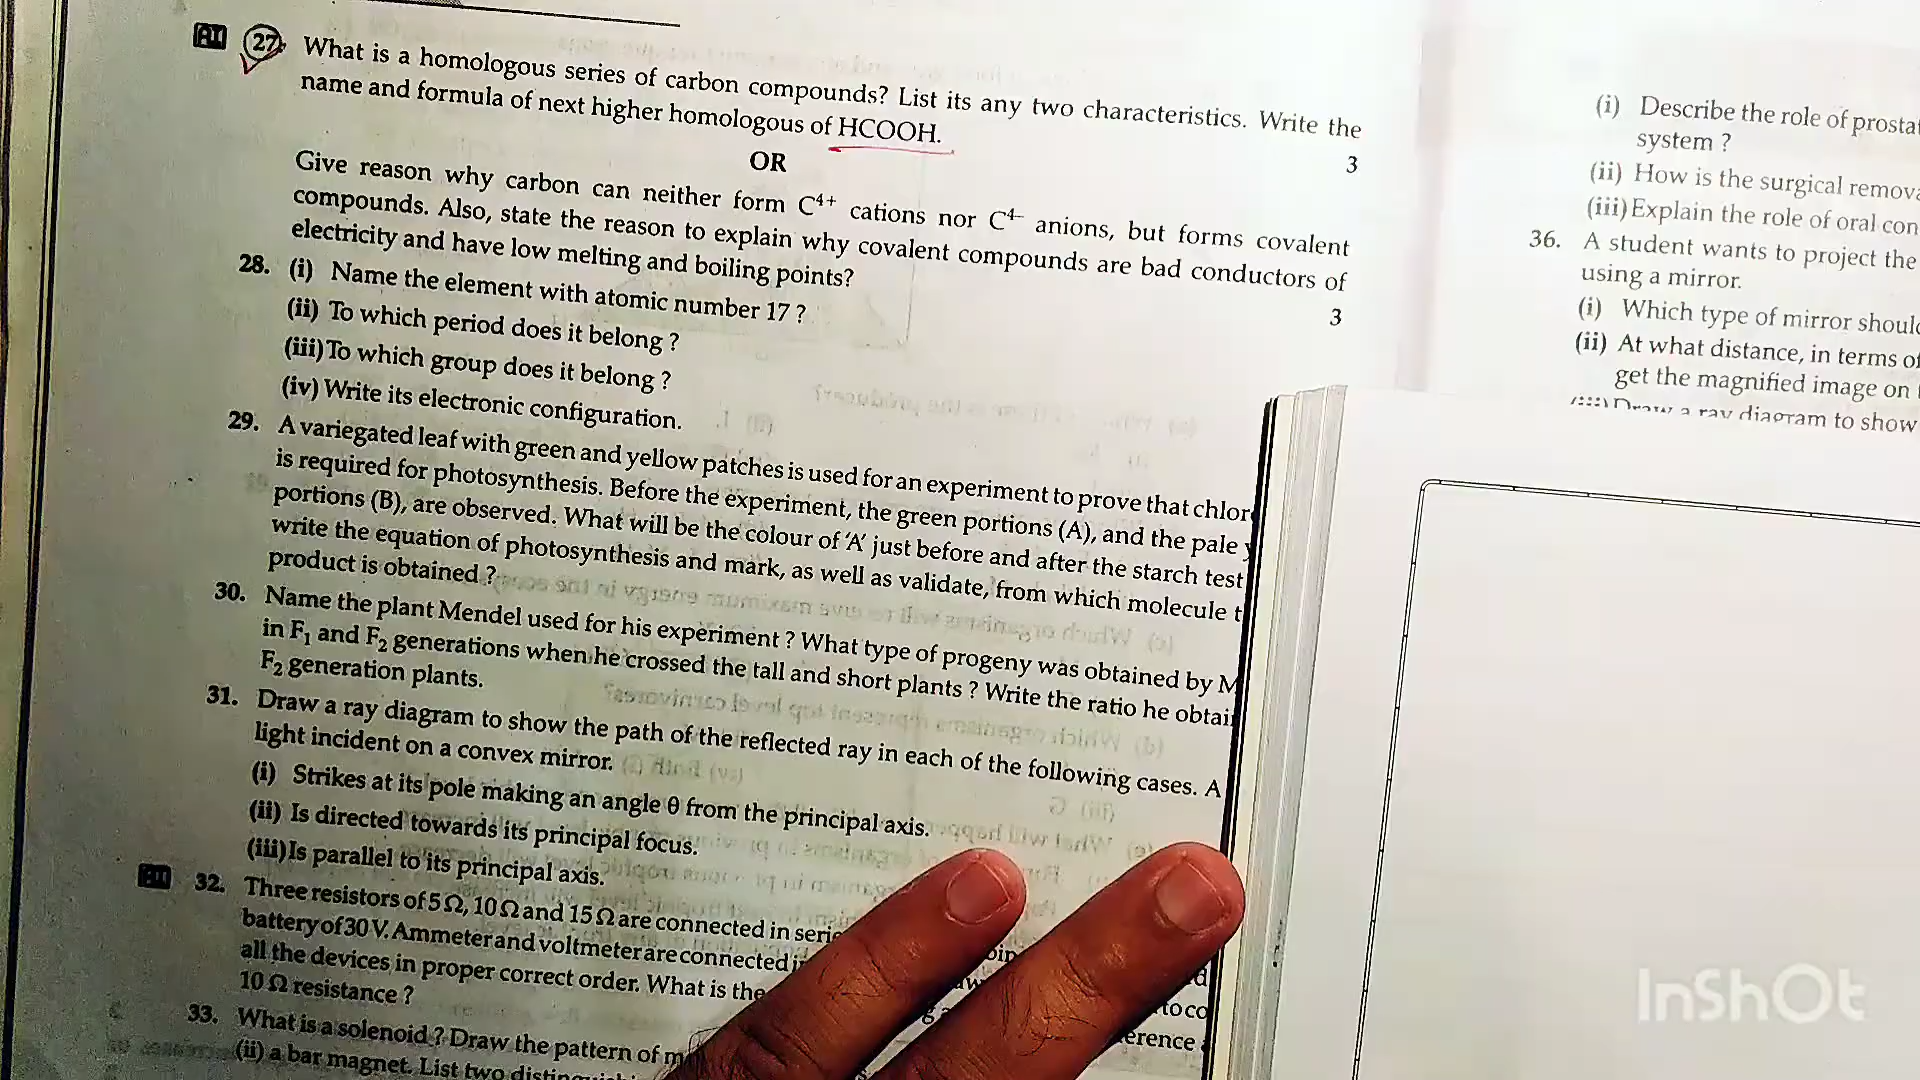 AI 27. What is a homologous series of carbon compounds? List its any two characteristics. Write the
name and formula of next higher homologous of HCOOH.
3
OR
Give reason why carbon can neither form C⁴⁺ cations nor C⁴⁻ anions, but forms covalent
compounds. Also, state the reason to explain why covalent compounds are bad conductors of
electricity and have low melting and boiling points?
3
28. (i) Name the element with atomic number 17 ?
(ii) To which period does it belong ?
(iii) To which group does it belong ?
(iv) Write its electronic configuration.
29. A variegated leaf with green and yellow patches is used for an experiment to prove that chlor
is required for photosynthesis. Before the experiment, the green portions (A), and the pale
portions (B), are observed. What will be the colour of 'A' just before and after the starch test
write the equation of photosynthesis and mark, as well as validate, from which molecule t
product is obtained ?
30. Name the plant Mendel used for his experiment ? What type of progeny was obtained by M
in F₁ and F₂ generations when he crossed the tall and short plants ? Write the ratio he obtai
F₂ generation plants.
31. Draw a ray diagram to show the path of the reflected ray in each of the following cases. A
light incident on a convex mirror.
(i) Strikes at its pole making an angle θ from the principal axis.
(ii) Is directed towards its principal focus.
(iii) Is parallel to its principal axis.
32. Three resistors of 5 Ω, 10 Ω and 15 Ω are connected in serie
battery of 30 V. Ammeter and voltmeter are connected i
all the devices in proper correct order. What is the
10 Ω resistance ?
33. What is a solenoid ? Draw the pattern of m
(ii) a bar magnet. List two distingui
to co
erence
(i) Describe the role of prosta
system ?
(ii) How is the surgical remova
(iii) Explain the role of oral con
36. A student wants to project the
using a mirror.
(i) Which type of mirror shoul
(ii) At what distance, in terms of
get the magnified image on
Draw a ray diagram to show
InShOt